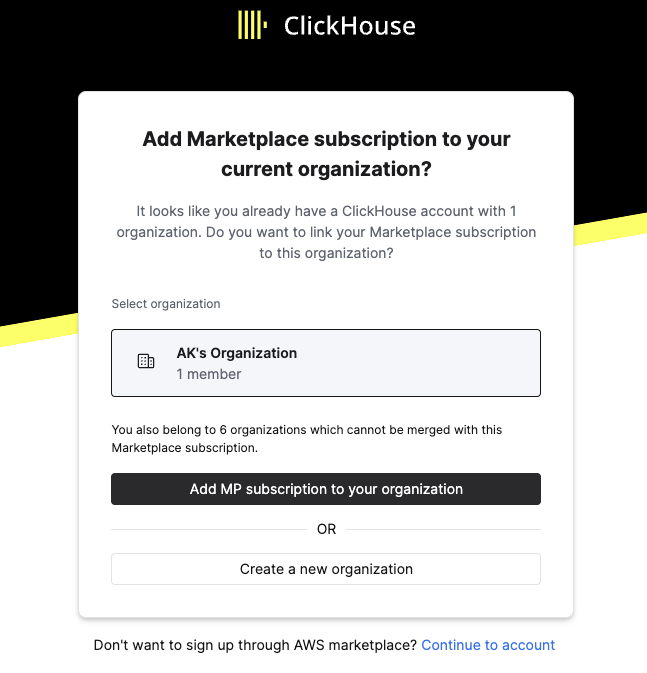 ClickHouse
Add Marketplace subscription to your
current organization?
It looks like you already have a ClickHouse account with 1
organization. Do you want to link your Marketplace subscription
to this organization?
Select organization
AK's Organization
1 member
You also belong to 6 organizations which cannot be merged with this
Marketplace subscription.
Add MP subscription to your organization
OR
Create a new organization
Don't want to sign up through AWS marketplace? Continue to account